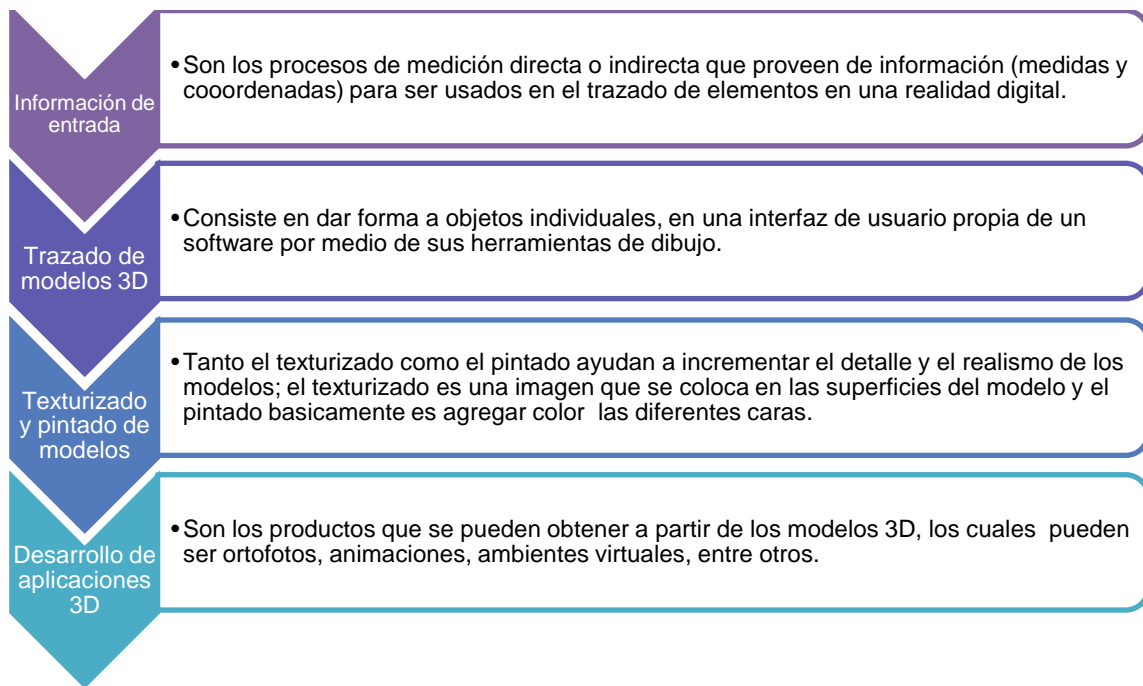 Información de
entrada
•Son los procesos de medición directa o indirecta que proveen de información (medidas y
cooordenadas) para ser usados en el trazado de elementos en una realidad digital.
Trazado de
modelos 3D
•Consiste en dar forma a objetos individuales, en una interfaz de usuario propia de un
software por medio de sus herramientas de dibujo.
Texturizado
y pintado de
modelos
•Tanto el texturizado como el pintado ayudan a incrementar el detalle y el realismo de los
modelos; el texturizado es una imagen que se coloca en las superficies del modelo y el
pintado basicamente es agregar color  las diferentes caras.
Desarrollo de
aplicaciones
3D
•Son los productos que se pueden obtener a partir de los modelos 3D, los cuales  pueden
ser ortofotos, animaciones, ambientes virtuales, entre otros.